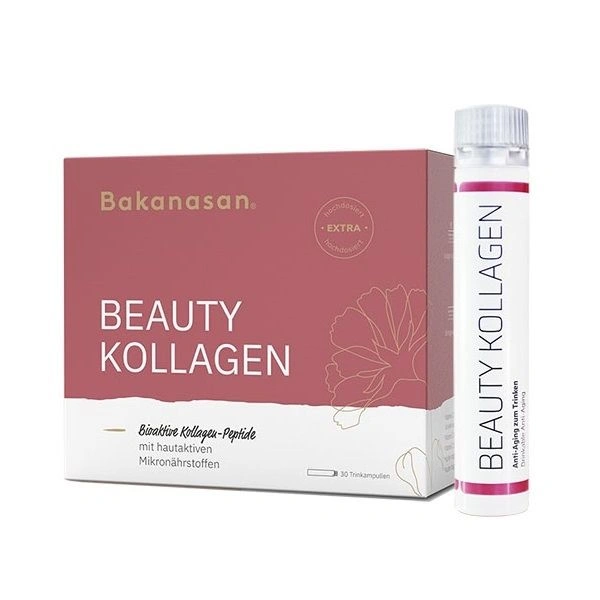 Bakanasan®
hochdosiert
• EXTRA •
hochdosiert
BEAUTY
KOLLAGEN
Bioaktive Kollagen-Peptide
mit hautaktiven
Mikronährstoffen
30 Trinkampullen
BEAUTY KOLLAGEN
Anti-Aging zum Trinken
Drinkable Anti-Aging